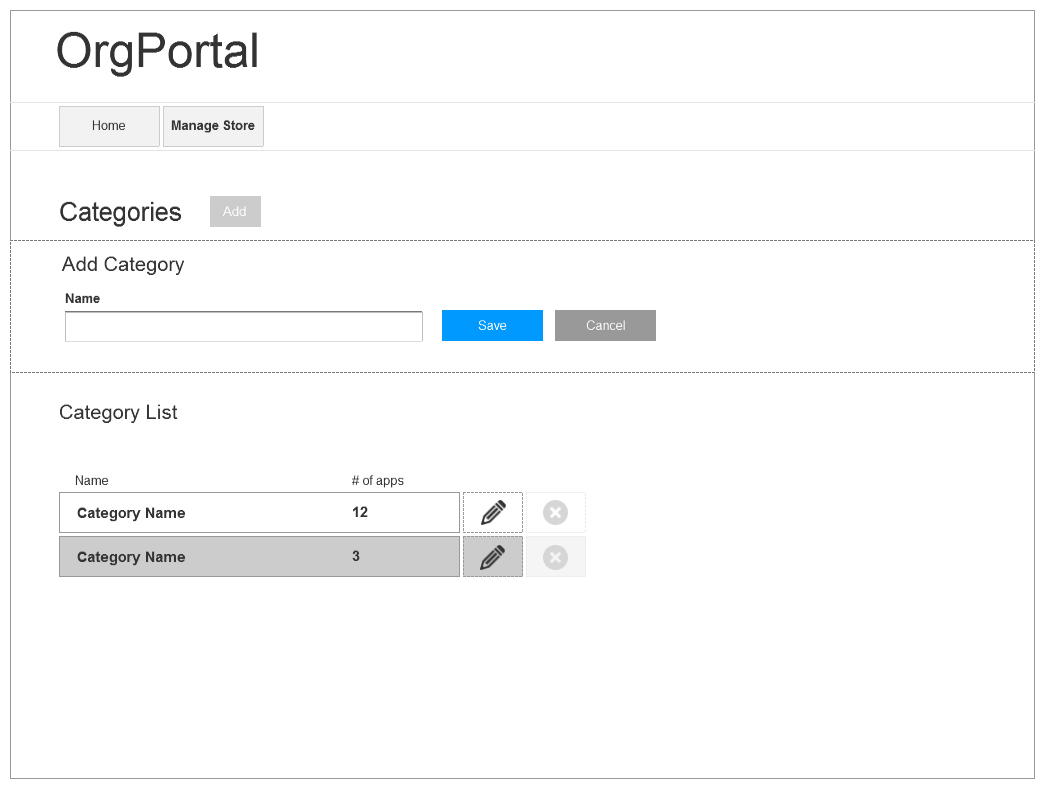 OrgPortal
Home Manage Store
Categories Add
Add Category
Name
Save Cancel
Category List
Name # of apps
Category Name 12
Category Name 3